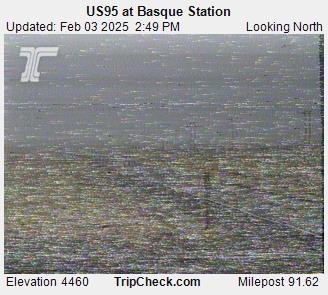 US95 at Basque Station
Updated: Feb 03 2025 2:49 PM Looking North
Elevation 4460 TripCheck.com Milepost 91.62